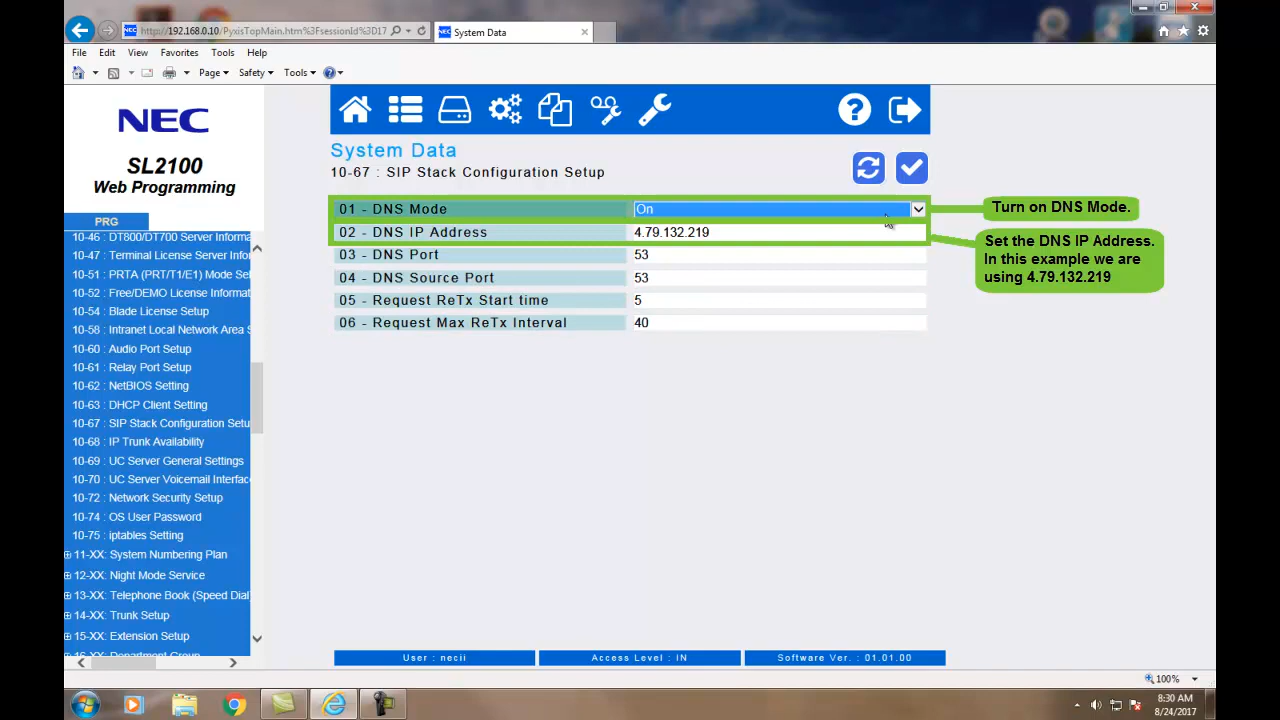 http://192.168.0.10/PyxisTopMain.htm%3FsessionId%3D17
System Data
File Edit View Favorites Tools Help
Page Safety Tools
NEC
SL2100
Web Programming
PRG
10-46 : DT800/DT700 Server Informa
10-47 : Terminal License Server Infor
10-51 : PRTA (PRT/T1/E1) Mode Sel
10-52 : Free/DEMO License Informat
10-54 : Blade License Setup
10-58 : Intranet Local Network Area S
10-60 : Audio Port Setup
10-61 : Relay Port Setup
10-62 : NetBIOS Setting
10-63 : DHCP Client Setting
10-67 : SIP Stack Configuration Setu
10-68 : IP Trunk Availability
10-69 : UC Server General Settings
10-70 : UC Server Voicemail Interfac
10-72 : Network Security Setup
10-74 : OS User Password
10-75 : iptables Setting
11-XX: System Numbering Plan
12-XX: Night Mode Service
13-XX: Telephone Book (Speed Dial
14-XX: Trunk Setup
15-XX: Extension Setup
16-XX: Department Group
System Data
10-67 : SIP Stack Configuration Setup
01 - DNS Mode On
02 - DNS IP Address 4.79.132.219
03 - DNS Port 53
04 - DNS Source Port 53
05 - Request ReTx Start time 5
06 - Request Max ReTx Interval 40
Turn on DNS Mode.
Set the DNS IP Address.
In this example we are
using 4.79.132.219
User : necii Access Level : IN Software Ver. : 01.01.00
100%
8:30 AM
8/24/2017